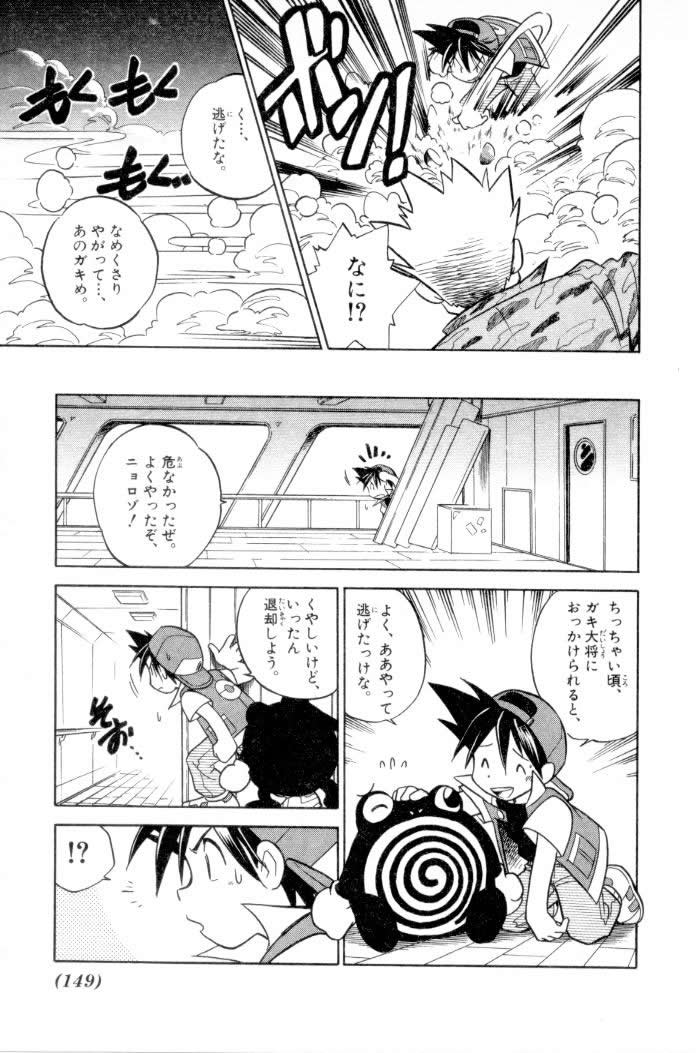 ボンッ!
なに!?
もくもく
もく…
く…、
逃げたな。
なめくさり
やがって…、
あのガキめ。
危なかったぜ。
よくやったぞ、
ニョロゾ!
ちっちゃい頃、
ガキ大将に
おっかけられると、
よく、ああやって
逃げたっけな。
くやしいけど、
いったん
退却しよう。
そお…
!?
(149)